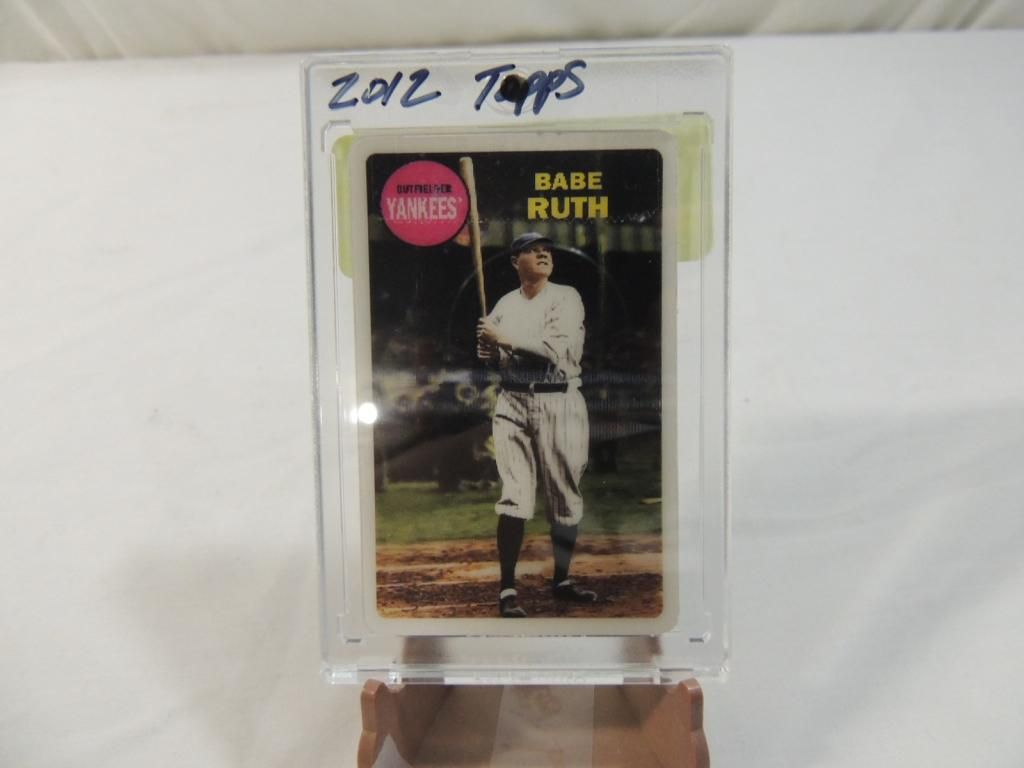 2012 Topps
OUTFIELDER
YANKEES
BABE
RUTH